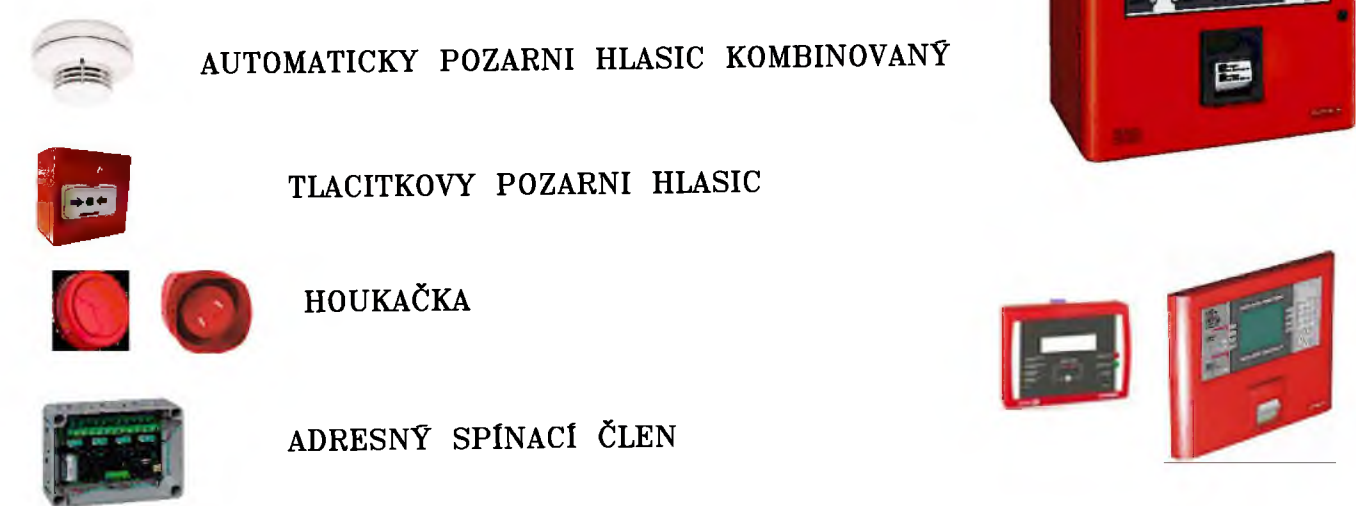 AUTOMATICKY POZARNI HLASIC KOMBINOVANÝ
TLACITKOVY POZARNI HLASIC
HOUKAČKA
ADRESNÝ SPÍNACÍ ČLEN